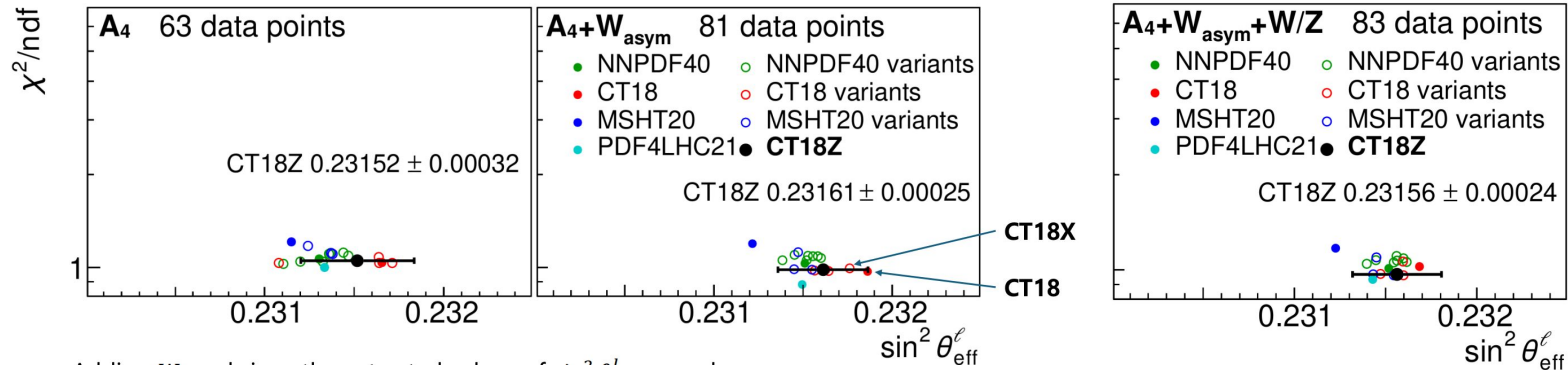 χ²/ndf
1
A₄ 63 data points
CT18Z 0.23152 ± 0.00032
0.231 0.232
A₄+W_asym 81 data points
NNPDF40 NNPDF40 variants
CT18 CT18 variants
MSHT20 MSHT20 variants
PDF4LHC21 CT18Z
CT18Z 0.23161 ± 0.00025
CT18X
CT18
0.231 0.232
sin² θ_eff^ℓ
A₄+W_asym+W/Z 83 data points
NNPDF40 NNPDF40 variants
CT18 CT18 variants
MSHT20 MSHT20 variants
PDF4LHC21 CT18Z
CT18Z 0.23156 ± 0.00024
0.231 0.232
sin² θ_eff^ℓ